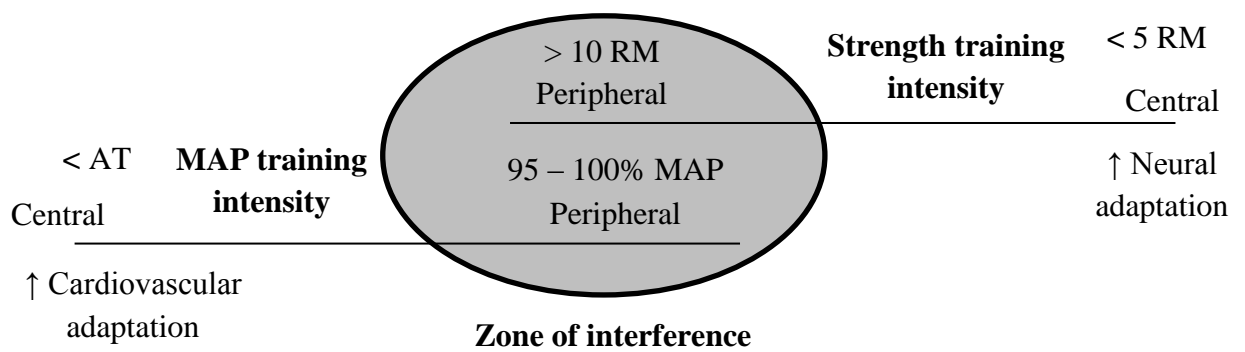 > 10 RM
Peripheral
Strength training
intensity
< 5 RM
Central
< AT
MAP training
intensity
Central
95 – 100% MAP
Peripheral
↑ Neural
adaptation
↑ Cardiovascular
adaptation
Zone of interference